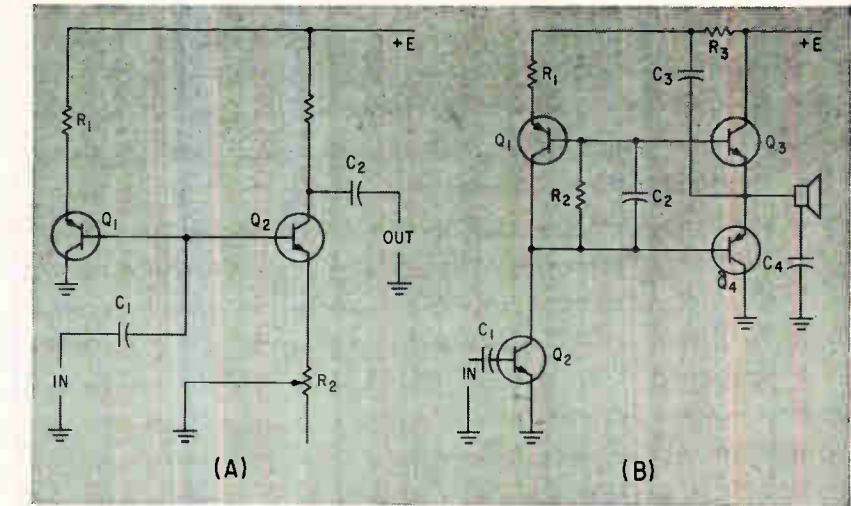 +E
R1
Q1
Q2
C2
OUT
C1
IN
R2
(A)
+E
R3
C3
R1
Q1
Q3
R2
C2
Q4
C4
C1
Q2
IN
(B)